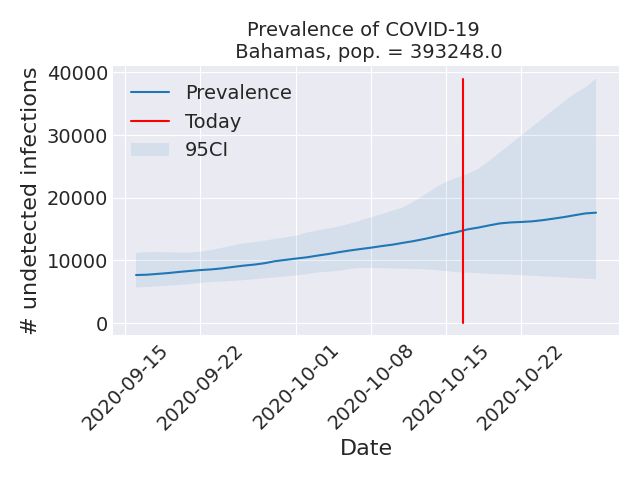 Prevalence of COVID-19
Bahamas, pop. = 393248.0
# undetected infections
40000
30000
20000
10000
0
Prevalence
Today
95CI
2020-09-15
2020-09-22
2020-10-01
2020-10-08
2020-10-15
2020-10-22
Date